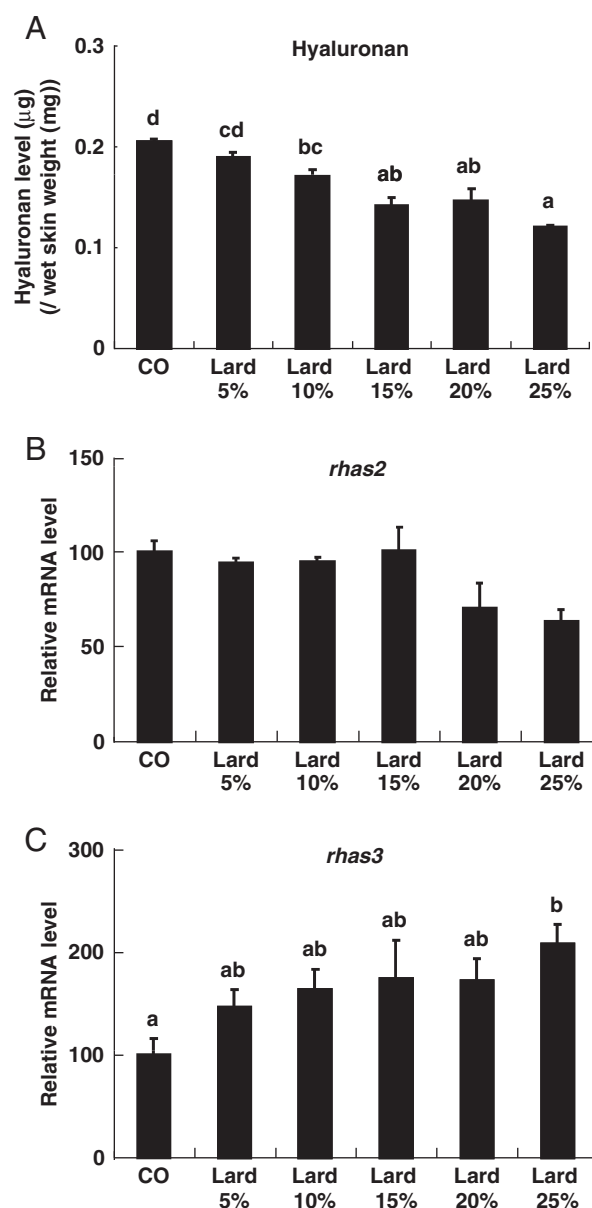 A
Hyaluronan
Hyaluronan level (μg)
(/ wet skin weight (mg))
0.3
0.2
0.1
0
d
cd
bc
ab
ab
a
CO Lard Lard Lard Lard Lard
5% 10% 15% 20% 25%
B
rhas2
Relative mRNA level
150
100
50
0
CO Lard Lard Lard Lard Lard
5% 10% 15% 20% 25%
C
rhas3
Relative mRNA level
300
200
100
0
a
ab
ab
ab
ab
b
CO Lard Lard Lard Lard Lard
5% 10% 15% 20% 25%